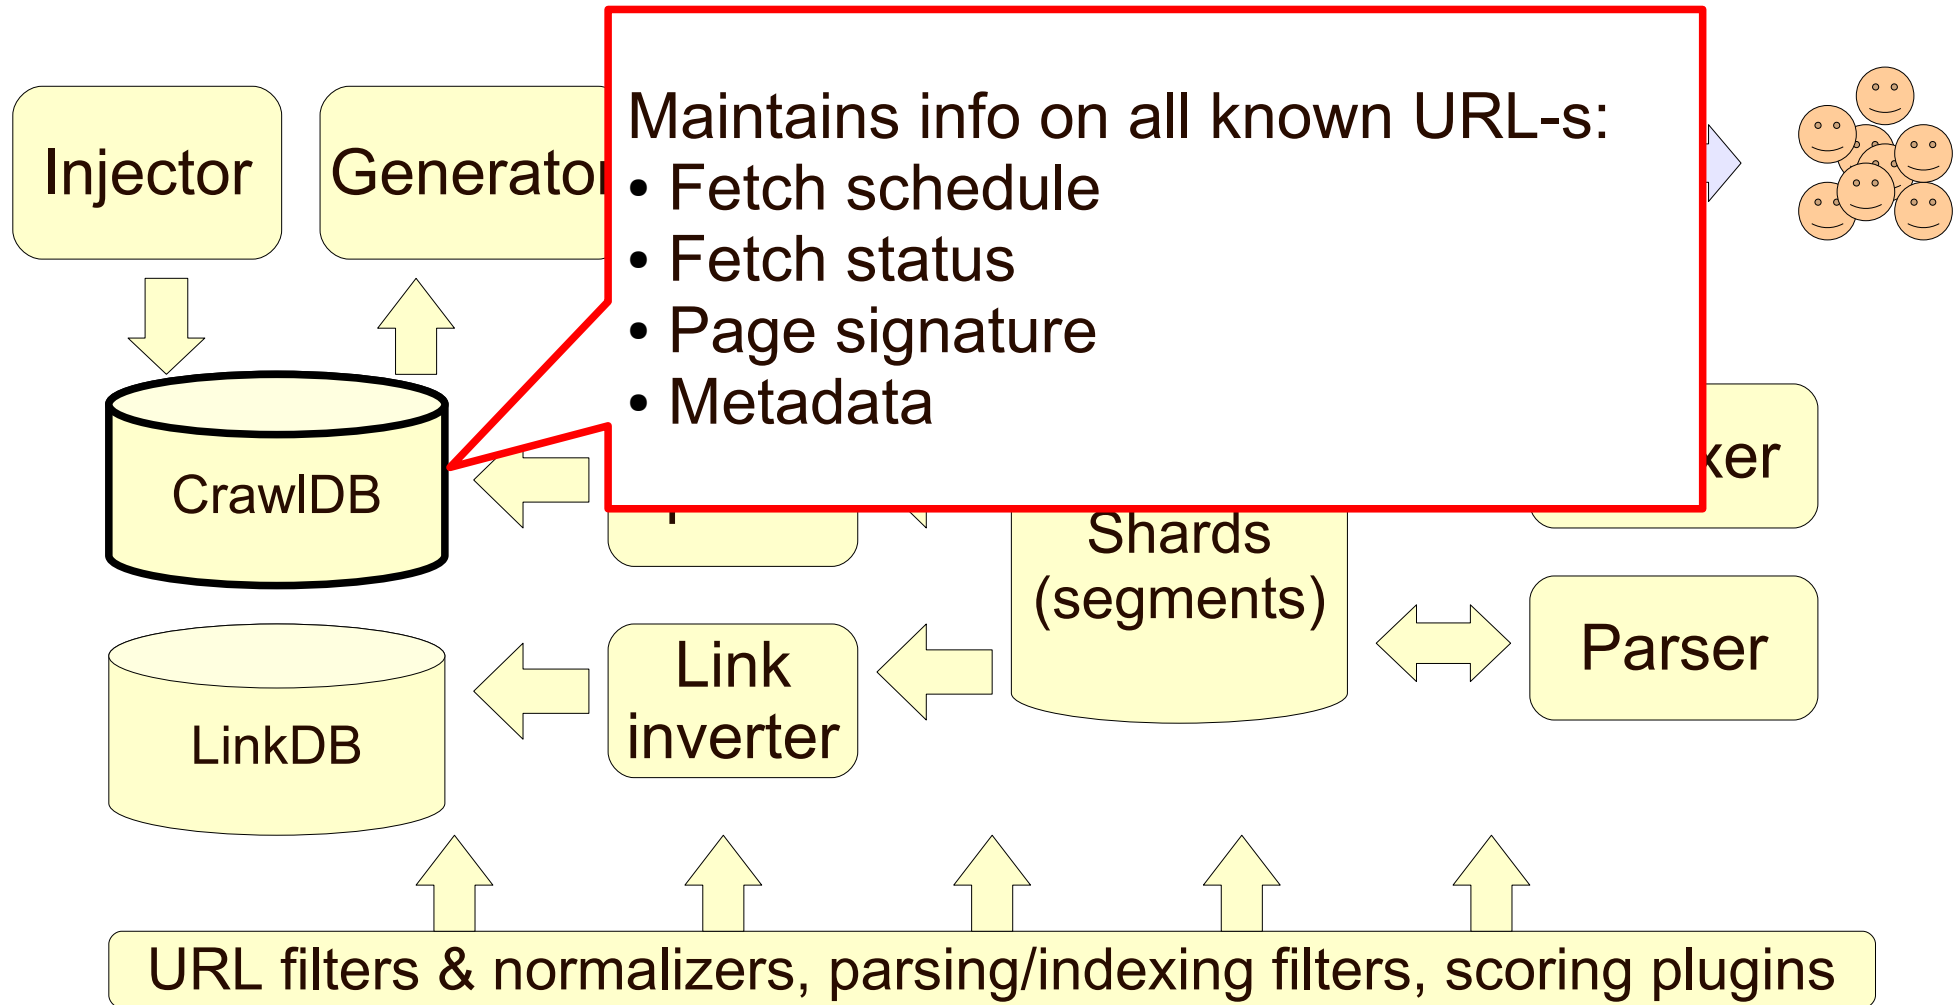 Injector
Generator
Maintains info on all known URL-s:
• Fetch schedule
• Fetch status
• Page signature
• Metadata
CrawlDB
Shards
(segments)
Parser
Link
inverter
LinkDB
URL filters & normalizers, parsing/indexing filters, scoring plugins